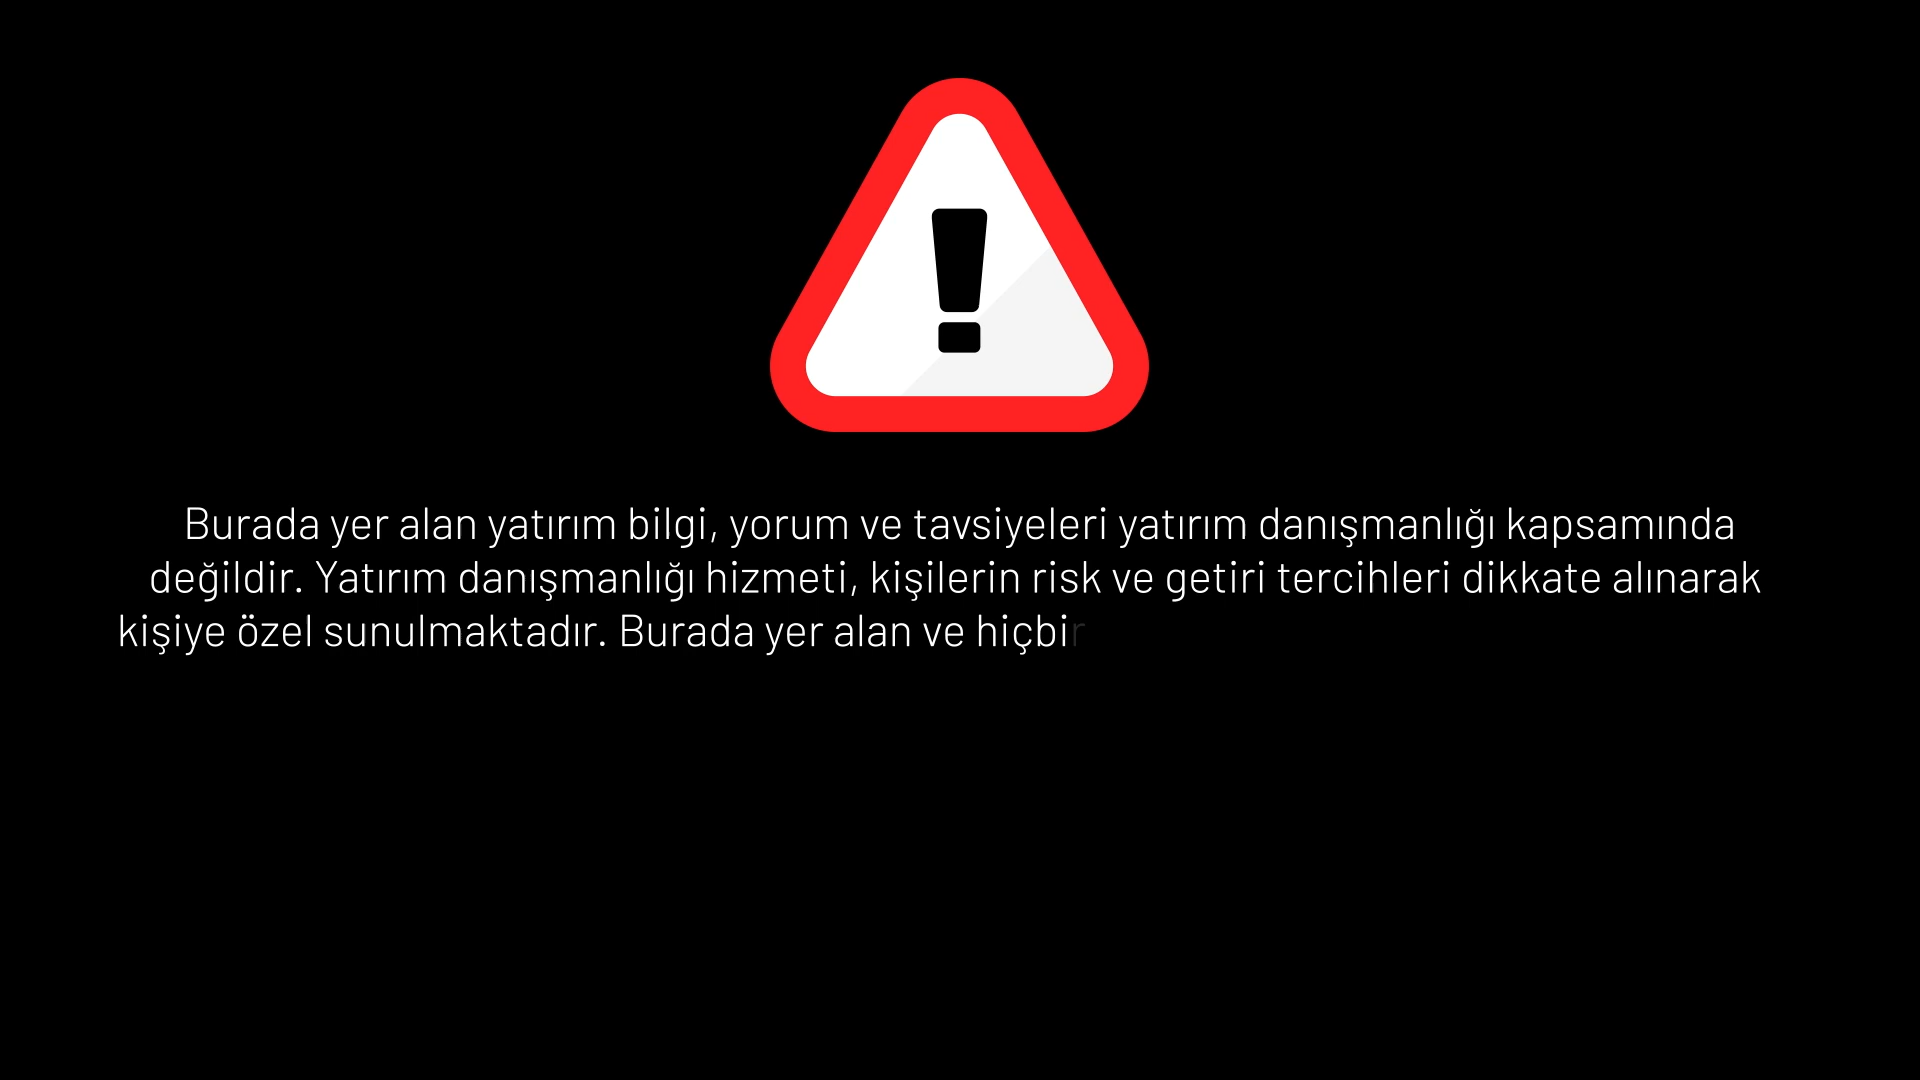 Burada yer alan yatırım bilgi, yorum ve tavsiyeleri yatırım danışmanlığı kapsamında
değildir. Yatırım danışmanlığı hizmeti, kişilerin risk ve getiri tercihleri dikkate alınarak
kişiye özel sunulmaktadır. Burada yer alan ve hiçbir